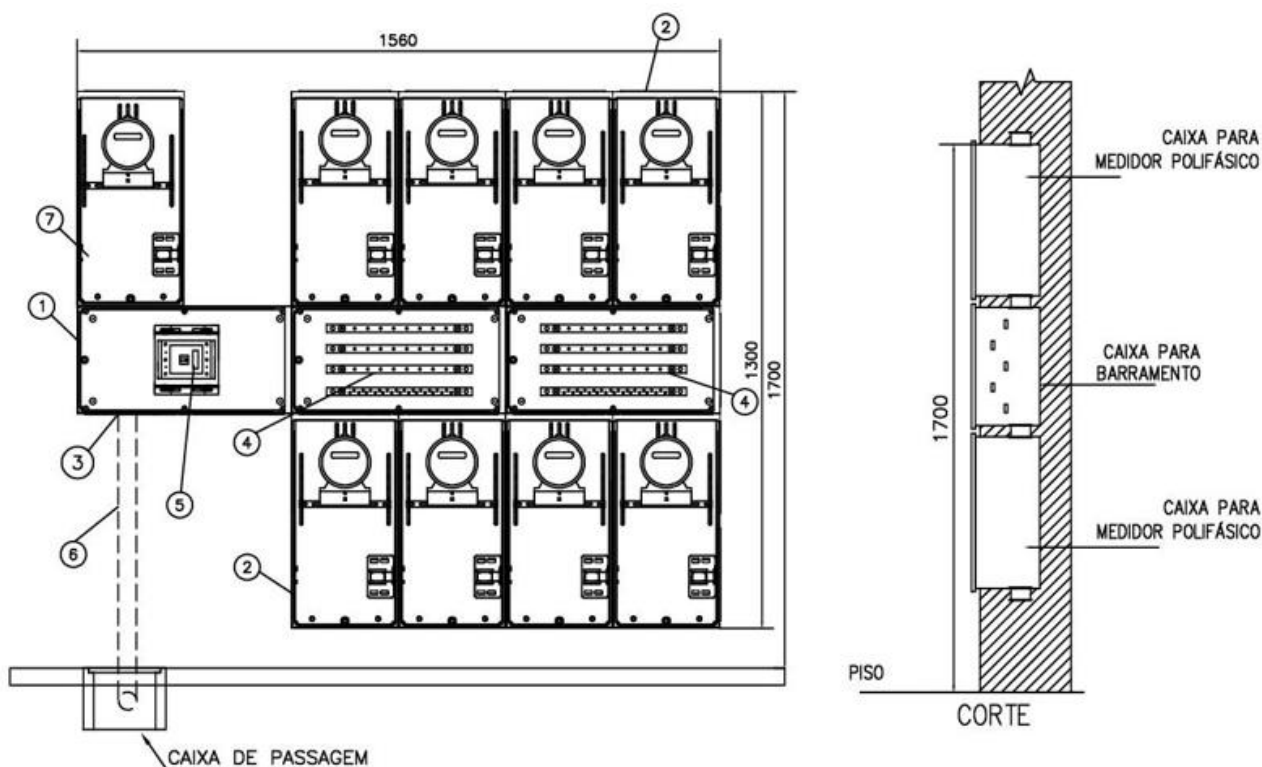 1560
2
7
1
3
4
4
5
6
2
1300
1700
CAIXA DE PASSAGEM
CAIXA PARA
MEDIDOR POLIFÁSICO
CAIXA PARA
BARRAMENTO
1700
CAIXA PARA
MEDIDOR POLIFÁSICO
PISO
CORTE